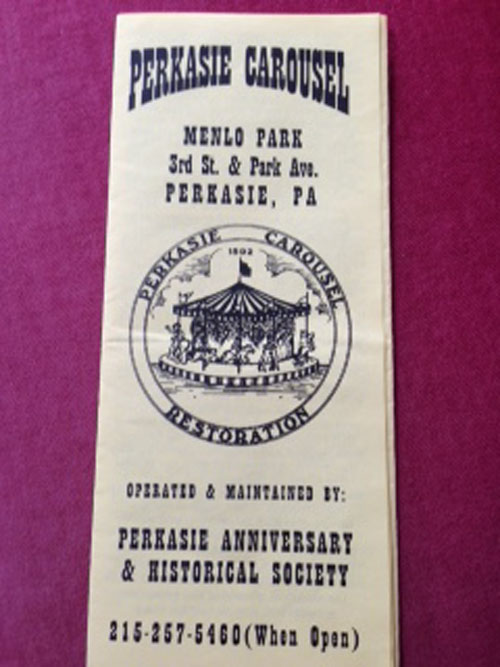 PERKASIE CAROUSEL
MENLO PARK
3rd St. & Park Ave.
PERKASIE, PA
PERKASIE CAROUSEL
1892
RESTORATION
OPERATED & MAINTAINED BY:
PERKASIE ANNIVERSARY
& HISTORICAL SOCIETY
215-257-5460(When Open)